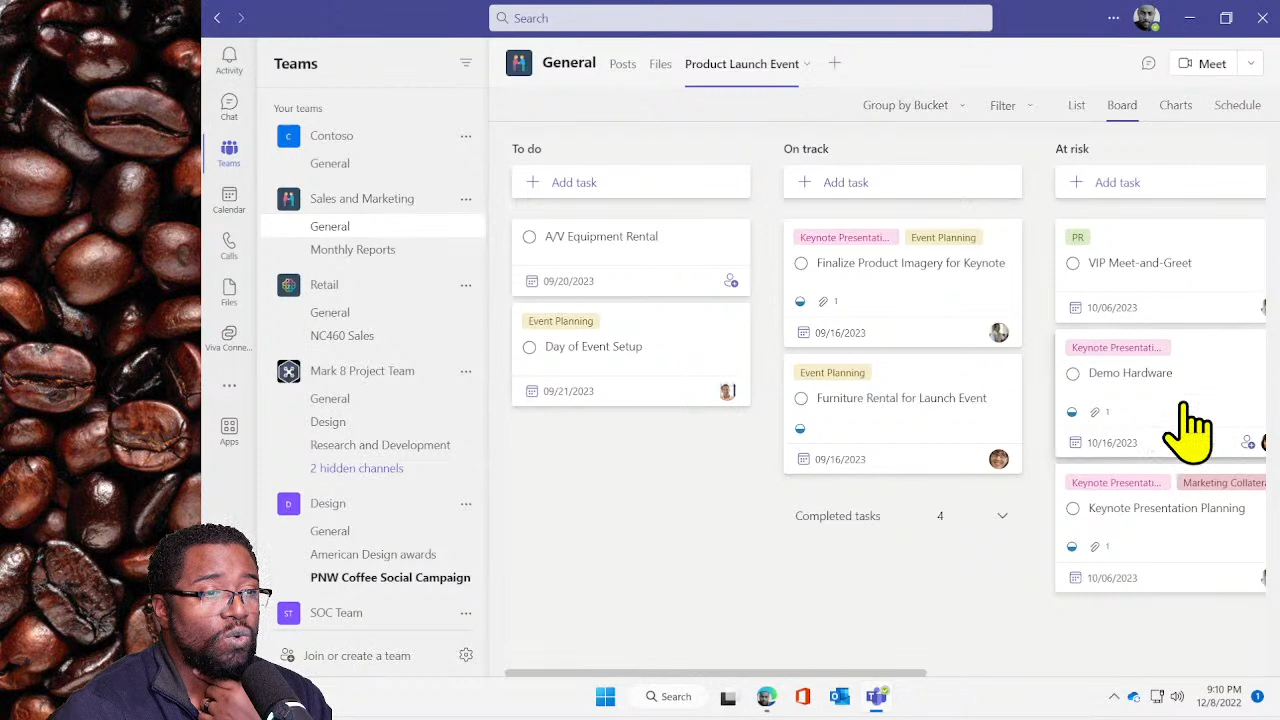 Search
Activity
Chat
Teams
Calendar
Calls
Files
Viva Conne...
Apps
Teams
Your teams
C
Contoso
General
Sales and Marketing
General
Monthly Reports
Retail
General
NC460 Sales
Mark 8 Project Team
General
Design
Research and Development
2 hidden channels
D
Design
General
American Design awards
PNW Coffee Social Campaign
ST
SOC Team
Join or create a team
General
Posts
Files
Product Launch Event
Meet
Group by Bucket
Filter
List
Board
Charts
Schedule
To do
Add task
A/V Equipment Rental
09/20/2023
Event Planning
Day of Event Setup
09/21/2023
On track
Add task
Keynote Presentati...
Event Planning
Finalize Product Imagery for Keynote
1
09/16/2023
Event Planning
Furniture Rental for Launch Event
09/16/2023
Completed tasks
4
At risk
Add task
PR
VIP Meet-and-Greet
10/06/2023
Keynote Presentati...
Demo Hardware
1
10/16/2023
Keynote Presentati...
Marketing Collatera
Keynote Presentation Planning
1
10/06/2023
Search
9:10 PM
12/8/2022
1